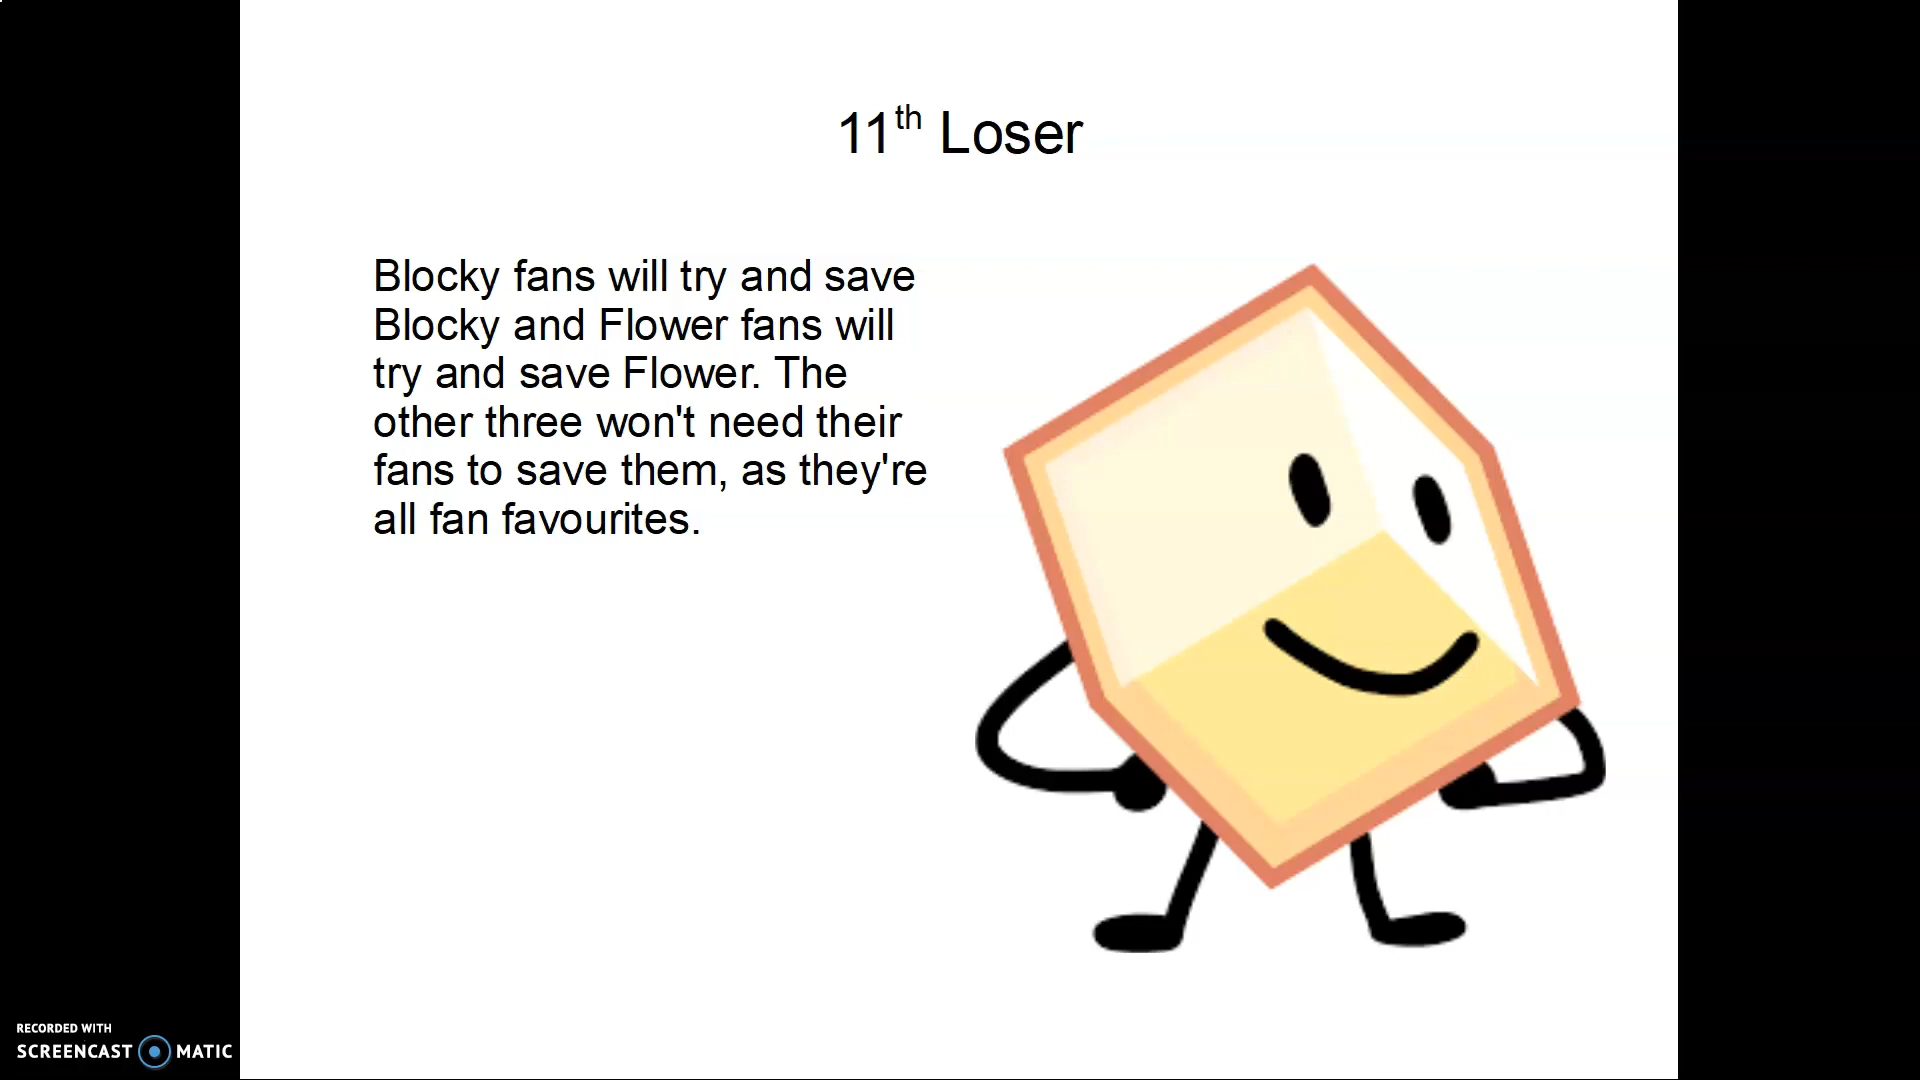 11th Loser
Blocky fans will try and save
Blocky and Flower fans will
try and save Flower. The
other three won't need their
fans to save them, as they're
all fan favourites.
RECORDED WITH
SCREENCAST MATIC